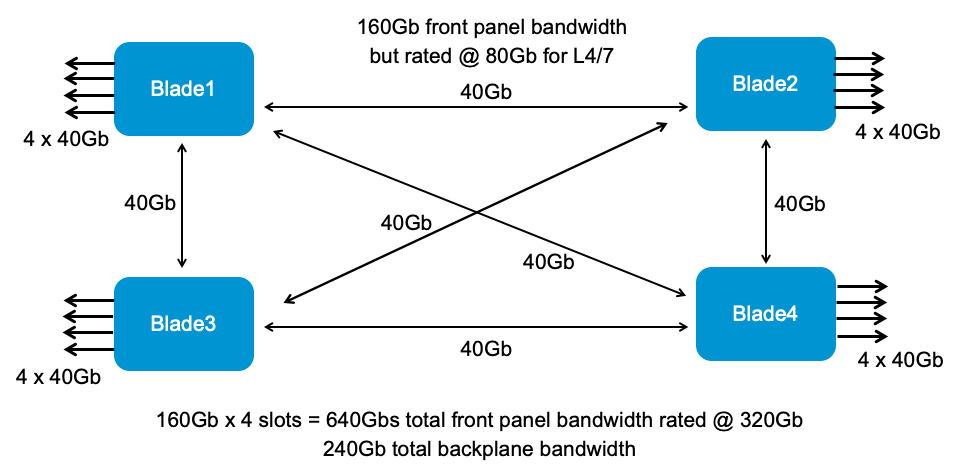 160Gb front panel bandwidth
but rated @ 80Gb for L4/7
Blade1
Blade2
40Gb
4 x 40Gb
4 x 40Gb
40Gb
40Gb
40Gb
40Gb
Blade3
Blade4
40Gb
4 x 40Gb
4 x 40Gb
160Gb x 4 slots = 640Gbs total front panel bandwidth rated @ 320Gb
240Gb total backplane bandwidth